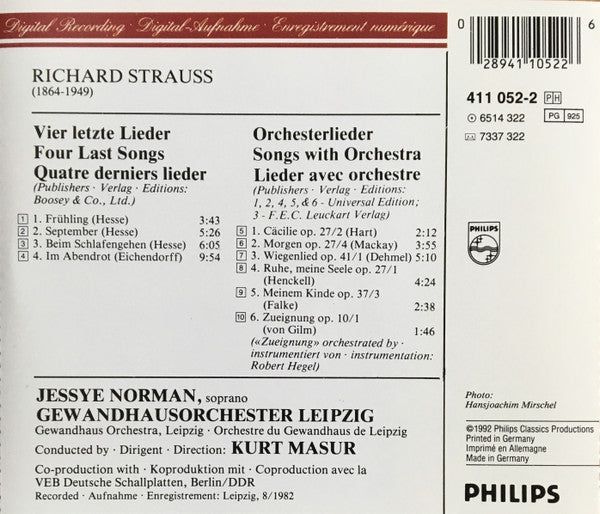 Digital Recording · Digital-Aufnahme · Enregistrement numérique
RICHARD STRAUSS
(1864-1949)
Vier letzte Lieder
Four Last Songs
Quatre derniers lieder
(Publishers · Verlag · Editions:
Boosey & Co., Ltd.)
1 1. Frühling (Hesse) 3:43
2 2. September (Hesse) 5:26
3 3. Beim Schlafengehen (Hesse) 6:05
4 4. Im Abendrot (Eichendorff) 9:54
Orchesterlieder
Songs with Orchestra
Lieder avec orchestre
(Publishers · Verlag · Editions:
1, 2, 4, 5, & 6 - Universal Edition;
3 - F.E.C. Leuckart Verlag)
5 1. Cäcilie op. 27/2 (Hart) 2:12
6 2. Morgen op. 27/4 (Mackay) 3:55
7 3. Wiegenlied op. 41/1 (Dehmel) 5:10
8 4. Ruhe, meine Seele op. 27/1
(Henckell) 4:24
9 5. Meinem Kinde op. 37/3
(Falke) 2:38
10 6. Zueignung op. 10/1
(von Gilm) 1:46
(«Zueignung» orchestrated by ·
instrumentiert von · instrumentation:
Robert Hegel)
JESSYE NORMAN, soprano
GEWANDHAUSORCHESTER LEIPZIG
Gewandhaus Orchestra, Leipzig · Orchestre du Gewandhaus de Leipzig
Conducted by · Dirigent · Direction: KURT MASUR
Co-production with · Koproduktion mit · Coproduction avec la
VEB Deutsche Schallplatten, Berlin/DDR
Recorded · Aufnahme · Enregistrement: Leipzig, 8/1982
0 28941 10522 6
411 052-2 PH
6514 322 PG 925
7337 322
PHILIPS
Photo:
Hansjoachim Mirschel
©1992 Philips Classics Productions
Printed in Germany
Imprimé en Allemagne
Made in Germany
PHILIPS